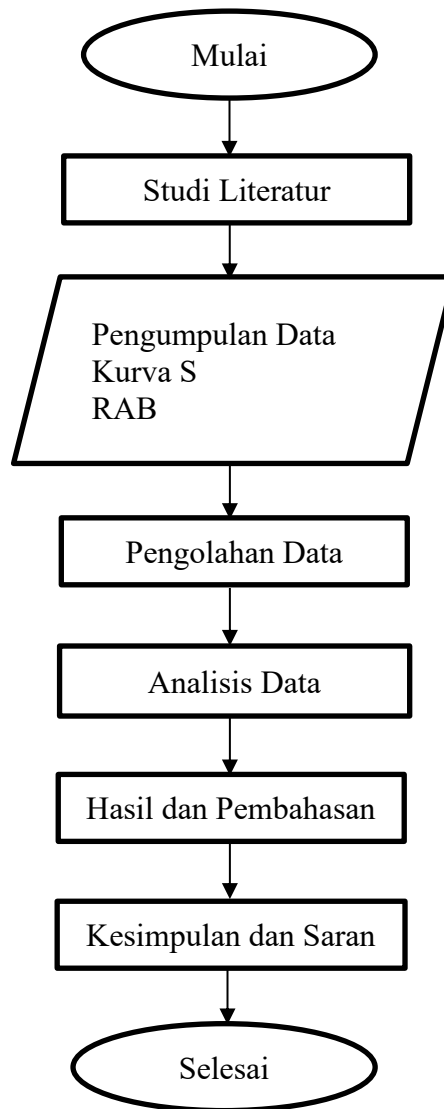 Mulai
Studi Literatur
Pengumpulan Data
Kurva S
RAB
Pengolahan Data
Analisis Data
Hasil dan Pembahasan
Kesimpulan dan Saran
Selesai